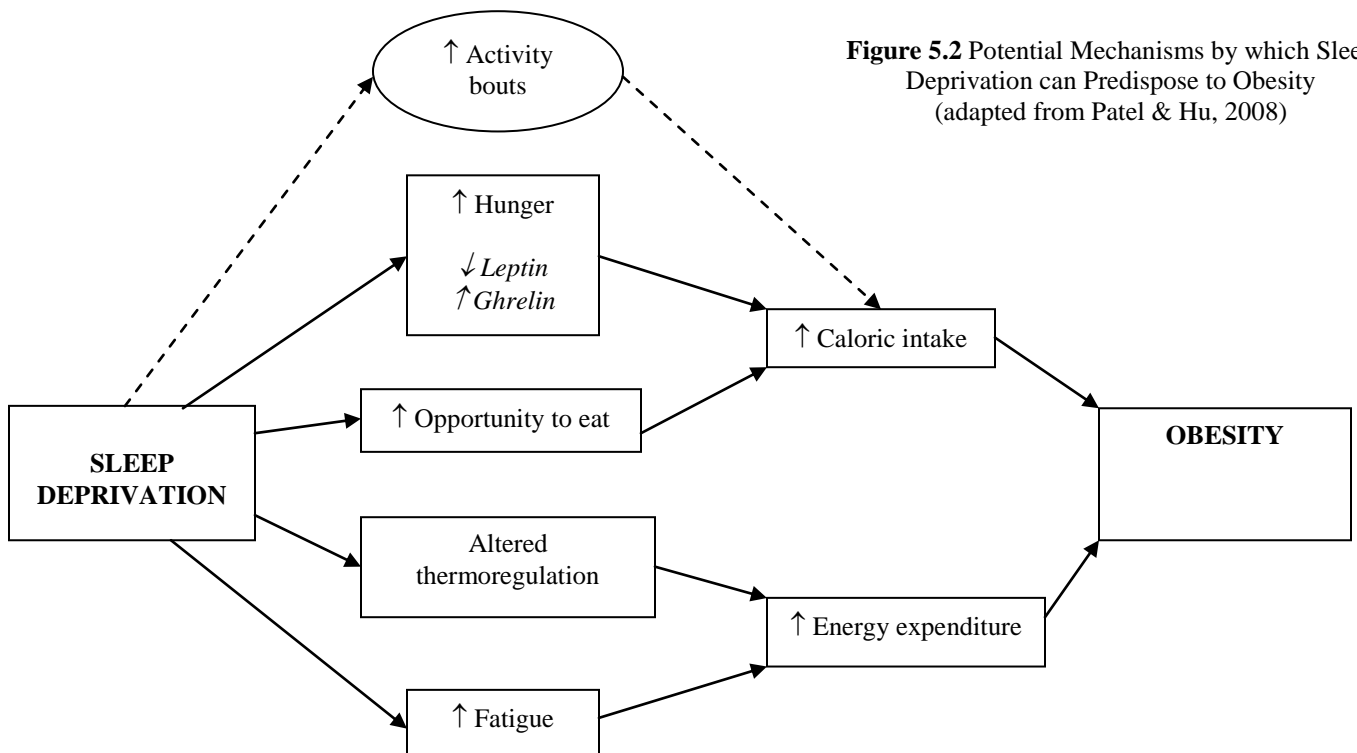 ↑ Activity
bouts
Figure 5.2 Potential Mechanisms by which Slee
Deprivation can Predispose to Obesity
(adapted from Patel & Hu, 2008)
↑ Hunger
↓ Leptin
↑ Ghrelin
↑ Caloric intake
↑ Opportunity to eat
SLEEP
DEPRIVATION
OBESITY
Altered
thermoregulation
↑ Energy expenditure
↑ Fatigue